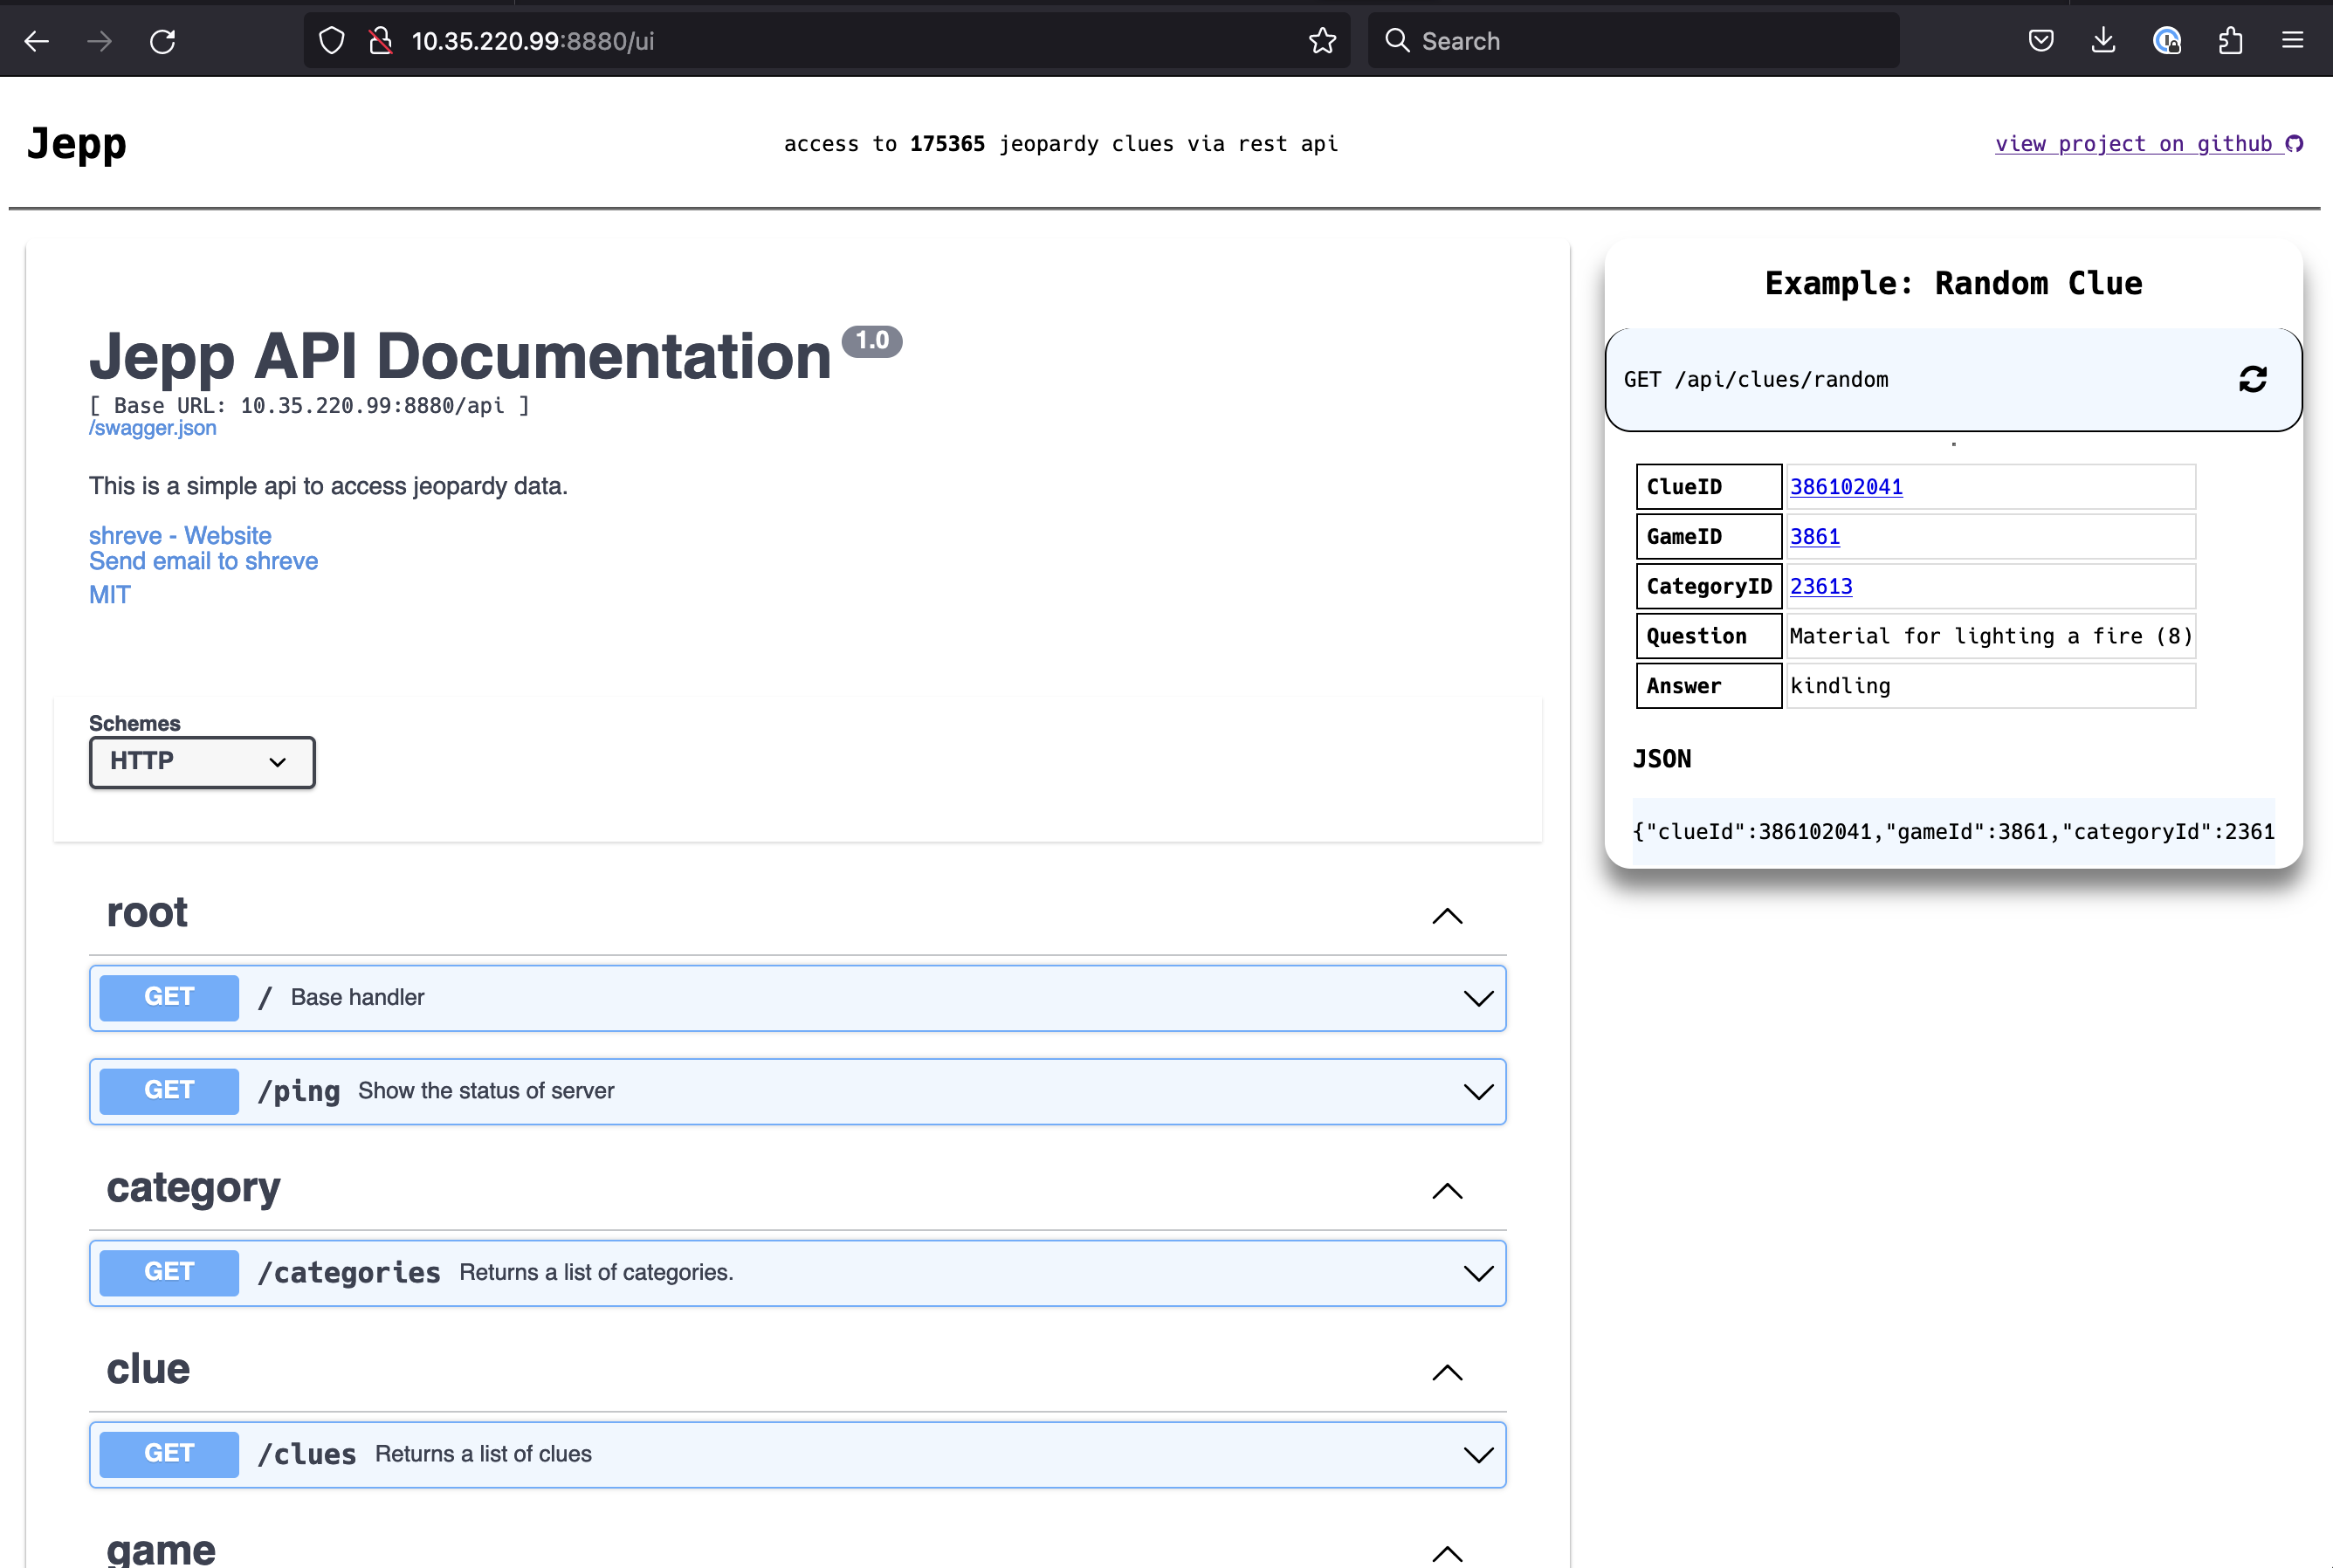 10.35.220.99:8880/ui
Search
Jepp
access to 175365 jeopardy clues via rest api
view project on github
Jepp API Documentation 1.0
[ Base URL: 10.35.220.99:8880/api ]
/swagger.json
This is a simple api to access jeopardy data.
shreve - Website
Send email to shreve
MIT
Schemes
HTTP
root
GET / Base handler
GET /ping Show the status of server
category
GET /categories Returns a list of categories.
clue
GET /clues Returns a list of clues
game
Example: Random Clue
GET /api/clues/random
.
ClueID 386102041
GameID 3861
CategoryID 23613
Question Material for lighting a fire (8)
Answer kindling
JSON
{"clueId":386102041,"gameId":3861,"categoryId":2361